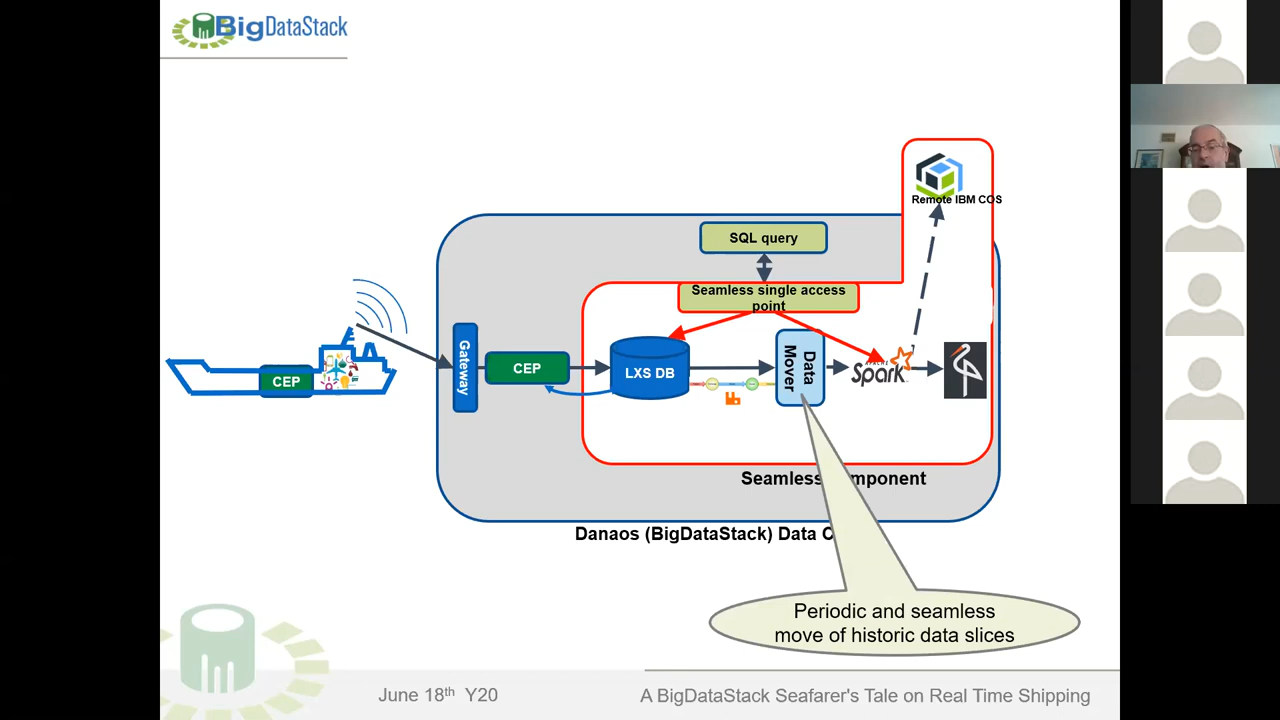 BigDataStack
Remote IBM COS
SQL query
Seamless single access
point
CEP
Gateway
CEP
LXS DB
Data
Mover
Spark
Seamless
mponent
Danaos (BigDataStack) Data C
Periodic and seamless
move of historic data slices
June 18th Y20
A BigDataStack Seafarer's Tale on Real Time Shipping